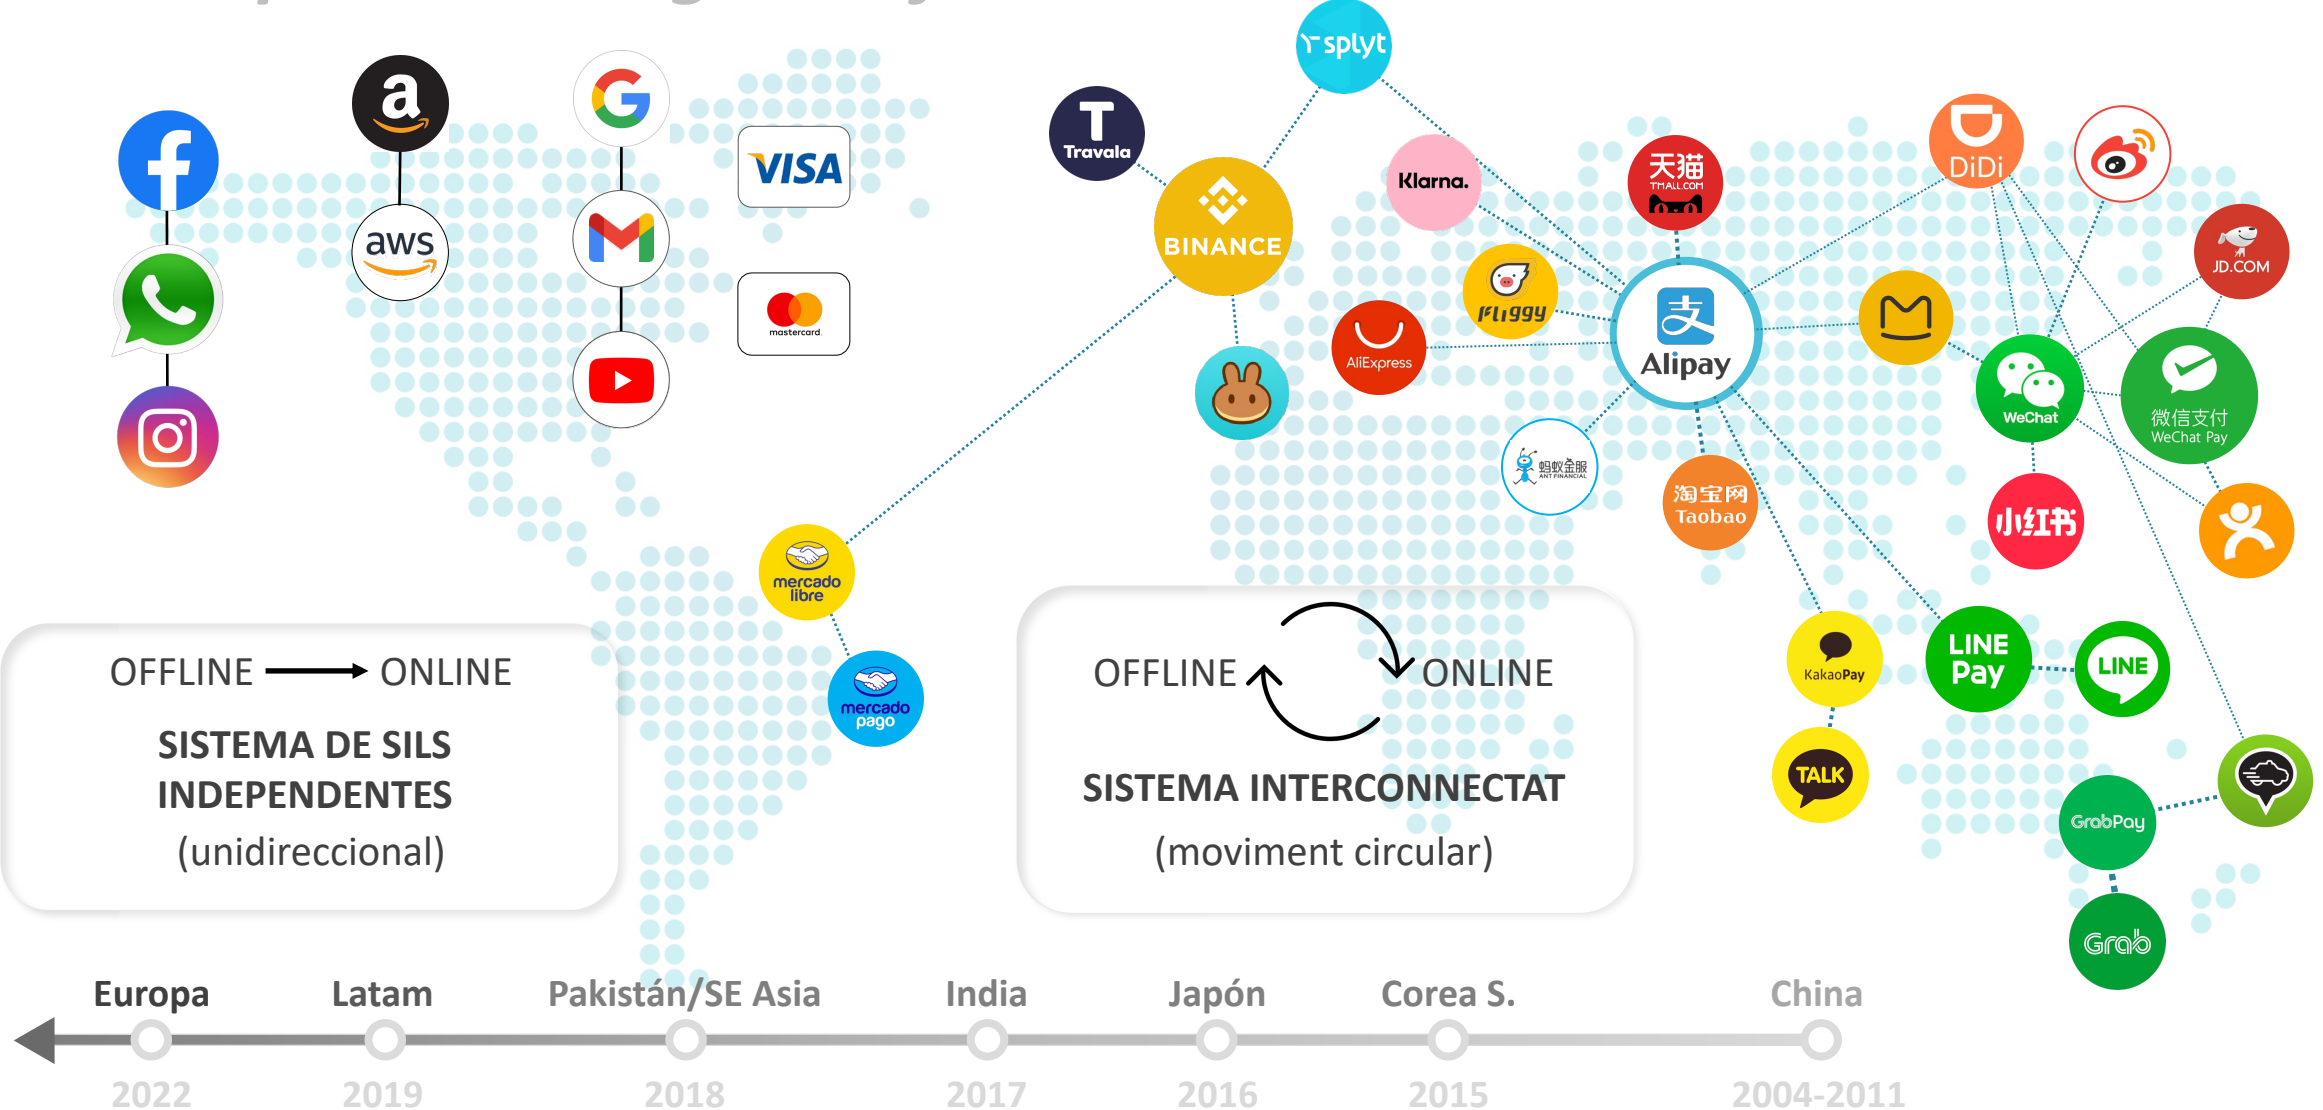 splyt
a
Travala
VISA
Klarna.
天猫
TMALL.COM
DiDi
aws
BINANCE
JD.COM
mastercard
Fliggy
AliExpress
Alipay
WeChat
微信支付
WeChat Pay
蚂蚁金服
ANT FINANCIAL
淘宝网
Taobao
小红书
mercado
libre
OFFLINE
ONLINE
SISTEMA DE SILS
INDEPENDENTES
(unidireccional)
mercado
pago
OFFLINE
ONLINE
SISTEMA INTERCONNECTAT
(moviment circular)
KakaoPay
LINE
Pay
LINE
TALK
GrabPay
Grab
Europa
Latam
Pakistán/SE Asia
India
Japón
Corea S.
China
2022
2019
2018
2017
2016
2015
2004-2011